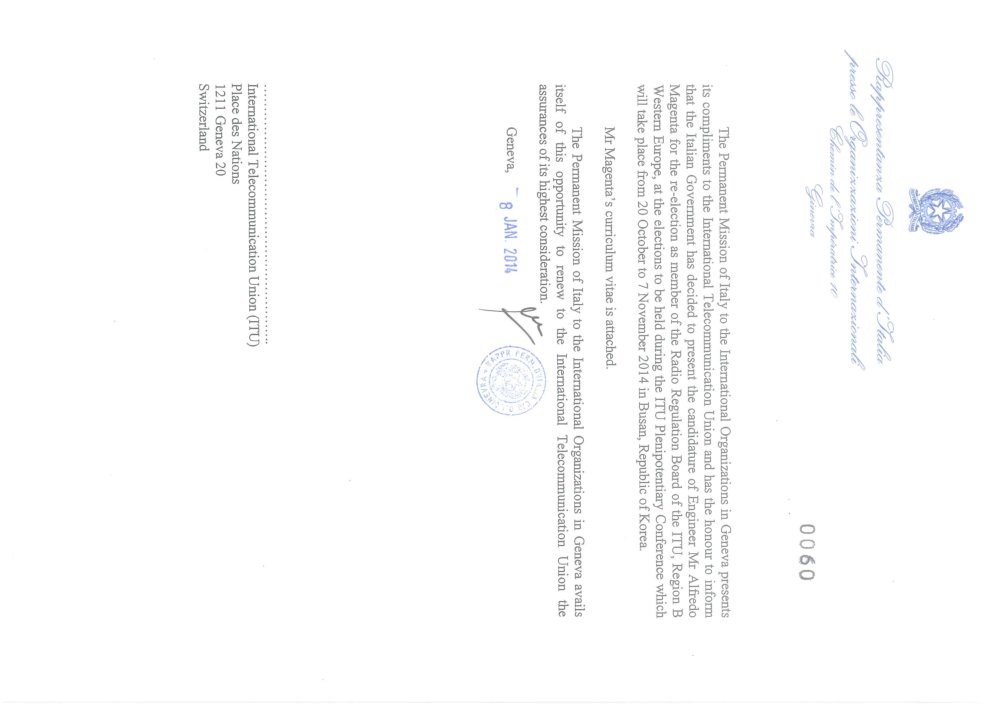 REPVBBLICA ITALIANA
Rappresentanza Permanente d'Italia
presso le Organizzazioni Internazionali
Chemin de l'Impératrice 10
Ginevra
0060
The Permanent Mission of Italy to the International Organizations in Geneva presents
its compliments to the International Telecommunication Union and has the honour to inform
that the Italian Government has decided to present the candidature of Engineer Mr Alfredo
Magenta for the re-election as member of the Radio Regulation Board of the ITU, Region B
Western Europe, at the elections to be held during the ITU Plenipotentiary Conference which
will take place from 20 October to 7 November 2014 in Busan, Republic of Korea.
Mr Magenta's curriculum vitae is attached.
The Permanent Mission of Italy to the International Organizations in Geneva avails
itself of this opportunity to renew to the International Telecommunication Union the
assurances of its highest consideration.
Geneva, – 8 JAN. 2014
RAPPR. PERM. D'ITALIA O.I. GINEVRA
International Telecommunication Union (ITU)
Place des Nations
1211 Geneva 20
Switzerland